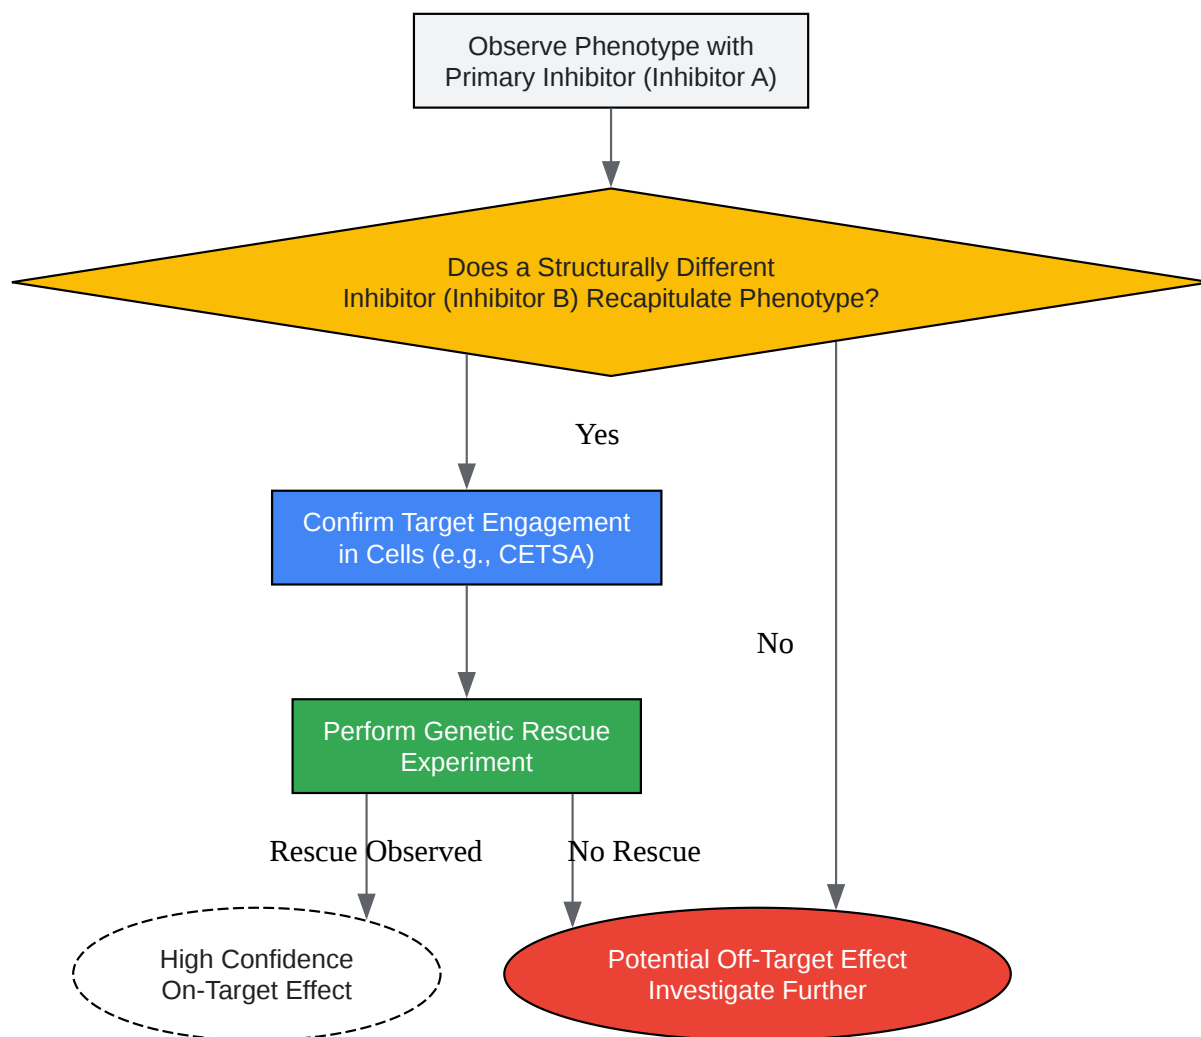 Observe Phenotype with
Primary Inhibitor (Inhibitor A)
Does a Structurally Different
Inhibitor (Inhibitor B) Recapitulate Phenotype?
Yes
Confirm Target Engagement
in Cells (e.g., CETSA)
No
Perform Genetic Rescue
Experiment
Rescue Observed
No Rescue
High Confidence
On-Target Effect
Potential Off-Target Effect
Investigate Further